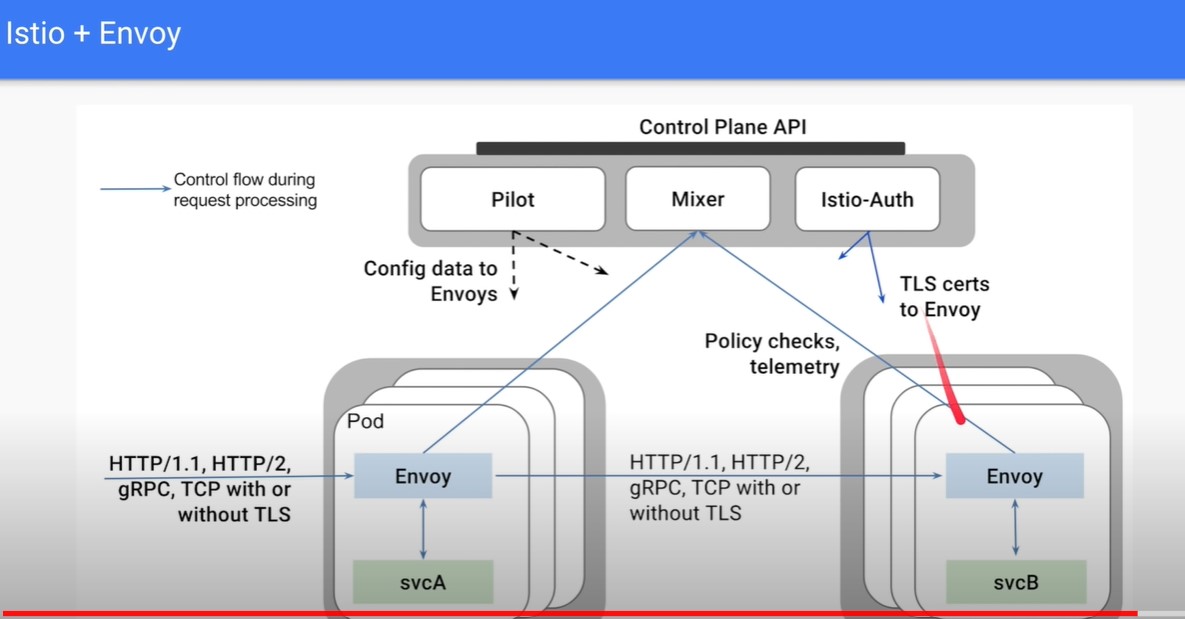 Istio + Envoy
Control Plane API
Control flow during
request processing
Pilot
Mixer
Istio-Auth
Config data to
Envoys
TLS certs
to Envoy
Policy checks,
telemetry
Pod
HTTP/1.1, HTTP/2,
gRPC, TCP with or
without TLS
Envoy
HTTP/1.1, HTTP/2,
gRPC, TCP with or
without TLS
Envoy
svcA
svcB